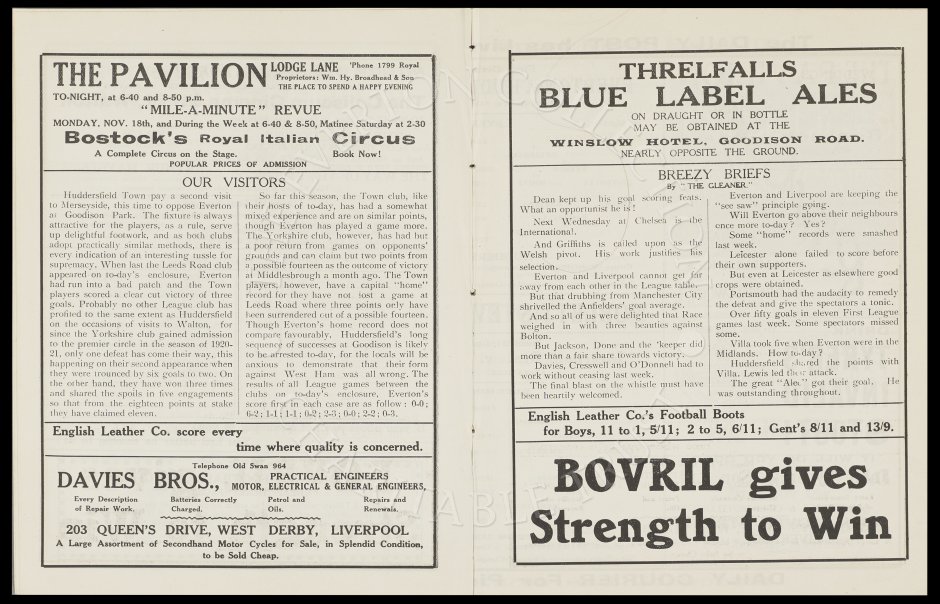 THE PAVILION
LODGE LANE 'Phone 1799 Royal
Proprietors: Wm. Hy. Broadhead & Son
THE PLACE TO SPEND A HAPPY EVENING
TO-NIGHT, at 6-40 and 8-50 p.m.
"MILE-A-MINUTE" REVUE
MONDAY, NOV. 18th, and During the Week at 6-40 & 8-50, Matinee Saturday at 2-30
Bostock's Royal Italian Circus
A Complete Circus on the Stage. Book Now!
POPULAR PRICES OF ADMISSION
OUR VISITORS
Huddersfield Town pay a second visit
to Merseyside, this time to oppose Everton
at Goodison Park. The fixture is always
attractive for the players, as a rule, serve
up delightful footwork, and as both clubs
adopt practically similar methods, there is
every indication of an interesting tussle for
supremacy. When last the Leeds Road club
appeared on to-day's enclosure, Everton
had run into a bad patch and the Town
players scored a clear cut victory of three
goals. Probably no other League club has
profited to the same extent as Huddersfield
on the occasions of visits to Walton, for
since the Yorkshire club gained admission
to the premier circle in the season of 1920-
21, only one defeat has come their way, this
happening on their second appearance when
they were trounced by six goals to two. On
the other hand, they have won three times
and shared the spoils in five engagements
so that from the eighteen points at stake
they have claimed eleven.
So far this season, the Town club, like
their hosts of to-day, has had a somewhat
mixed experience and are on similar points,
though Everton has played a game more.
The Yorkshire club, however, has had but
a poor return from games on opponents'
grounds and can claim but two points from
a possible fourteen as the outcome of victory
at Middlesbrough a month ago. The Town
players, however, have a capital "home"
record for they have not lost a game at
Leeds Road where three points only have
been surrendered out of a possible fourteen.
Though Everton's home record does not
compare favourably. Huddersfield's long
sequence of successes at Goodison is likely
to be arrested to-day, for the locals will be
anxious to demonstrate that their form
against West Ham was all wrong. The
results of all League games between the
clubs on to-day's enclosure, Everton's
score first in each case are as follow: 0-0;
6-2; 1-1; 1-1; 0-2; 2-3; 0-0; 2-2; 0-3.
English Leather Co. score every
time where quality is concerned.
Telephone Old Swan 964
DAVIES BROS.,
PRACTICAL ENGINEERS
MOTOR, ELECTRICAL & GENERAL ENGINEERS,
Every Description Batteries Correctly Petrol and Repairs and
of Repair Work. Charged. Oils. Renewals.
203 QUEEN'S DRIVE, WEST DERBY, LIVERPOOL
A Large Assortment of Secondhand Motor Cycles for Sale, in Splendid Condition,
to be Sold Cheap.
THRELFALLS
BLUE LABEL ALES
ON DRAUGHT OR IN BOTTLE
MAY BE OBTAINED AT THE
WINSLOW HOTEL, GOODISON ROAD.
NEARLY OPPOSITE THE GROUND.
BREEZY BRIEFS
By "THE GLEANER."
Dean kept up his goal scoring feats.
What an opportunist he is!
Next Wednesday at Chelsea is the
International.
And Griffiths is called upon as the
Welsh pivot. His work justifies his
selection.
Everton and Liverpool cannot get far
away from each other in the League table.
But that drubbing from Manchester City
shrivelled the Anfielders' goal average.
And so all of us were delighted that Race
weighed in with three beauties against
Bolton.
But Jackson, Done and the 'keeper did
more than a fair share towards victory.
Davies, Cresswell and O'Donnell had to
work without ceasing last week.
The final blast on the whistle must have
been heartily welcomed.
Everton and Liverpool are keeping the
"see saw" principle going.
Will Everton go above their neighbours
once more to-day? Yes?
Some "home" records were smashed
last week.
Leicester alone failed to score before
their own supporters.
But even at Leicester as elsewhere good
crops were obtained.
Portsmouth had the audacity to remedy
the defeat and give the spectators a tonic.
Over fifty goals in eleven First League
games last week. Some spectators missed
some.
Villa took five when Everton were in the
Midlands. How to-day?
Huddersfield shared the points with
Villa. Lewis led their attack.
The great "Alec" got their goal. He
was outstanding throughout.
English Leather Co.'s Football Boots
for Boys, 11 to 1, 5/11; 2 to 5, 6/11; Gent's 8/11 and 13/9.
BOVRIL gives
Strength to Win